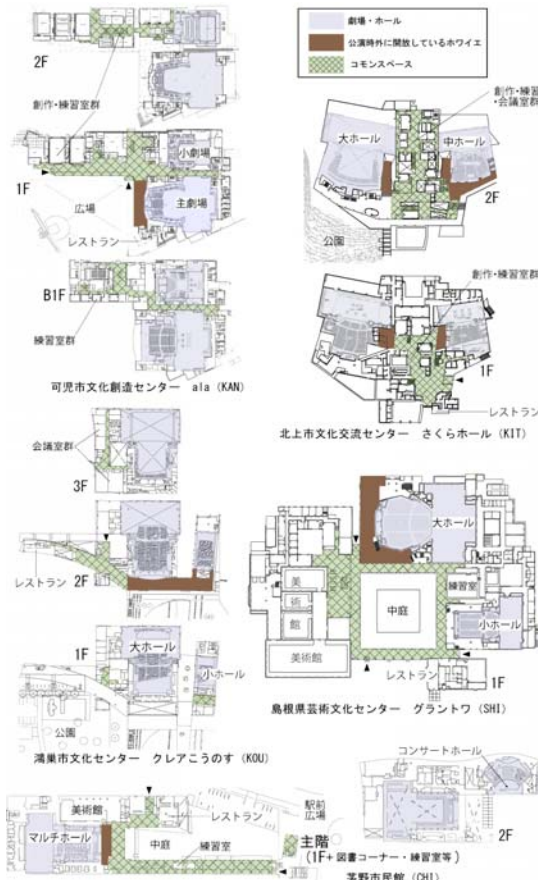 劇場・ホール
公演時外に開放しているホワイエ
コモンスペース
2F
創作・練習室群
小劇場
1F
広場
主劇場
レストラン
B1F
練習室群
可児市文化創造センター ala (KAN)
創作・練習
・会議室群
大ホール
中ホール
2F
公園
創作・練習室群
1F
レストラン
北上市文化交流センター さくらホール (KIT)
会議室群
3F
レストラン
2F
1F
大ホール
小ホール
公園
鴻巣市文化センター クレアこうのす (KOU)
大ホール
美
術
館
中庭
練習室
小ホール
美術館
レストラン
1F
島根県芸術文化センター グラントワ (SHI)
美術館
レストラン
駅前
広場
マルチホール
中庭
練習室
主階
(1F+図書コーナー・練習室等)
コンサートホール
2F
茅野市民館 (CHI)